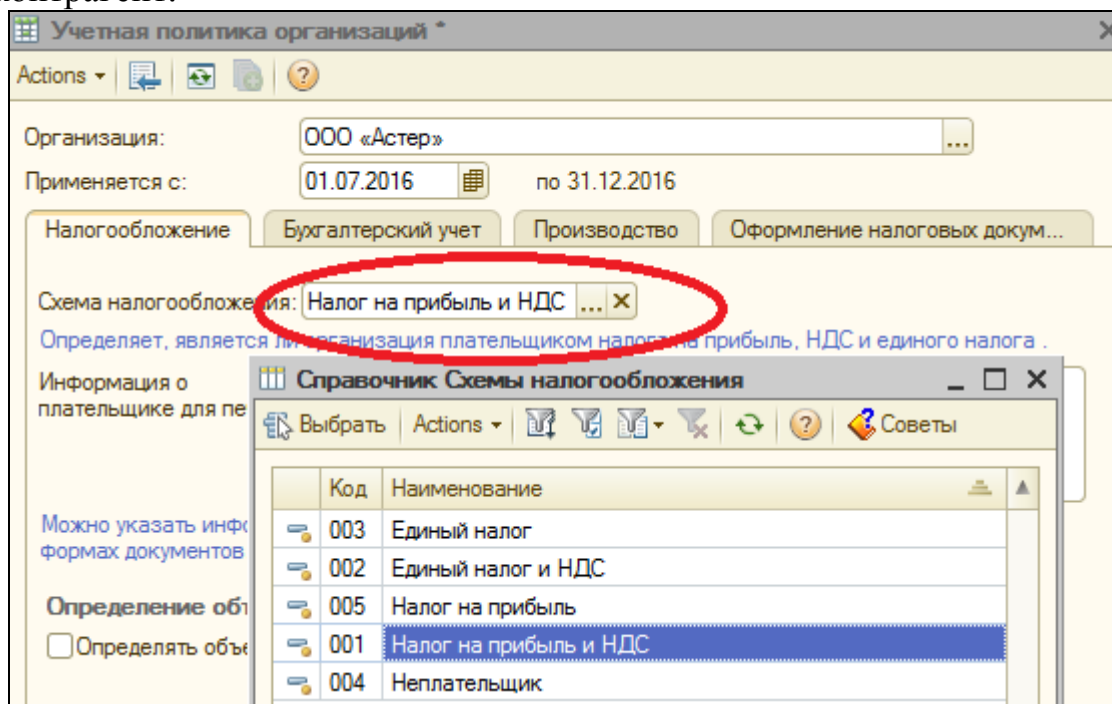 контрагент.
Учетная политика организаций *
Actions
Организация: ООО «Астер» ...
Применяется с: 01.07.2016 по 31.12.2016
Налогообложение Бухгалтерский учет Производство Оформление налоговых докум...
Схема налогообложения: Налог на прибыль и НДС ...
Определяет, является ли организация плательщиком налога на прибыль, НДС и единого налога .
Информация о
плательщике для пе
Справочник Схемы налогообложения
Выбрать Actions Советы
Код Наименование
003 Единый налог
002 Единый налог и НДС
005 Налог на прибыль
001 Налог на прибыль и НДС
004 Неплательщик
Можно указать инфо
формах документов
Определение об
Определять объе